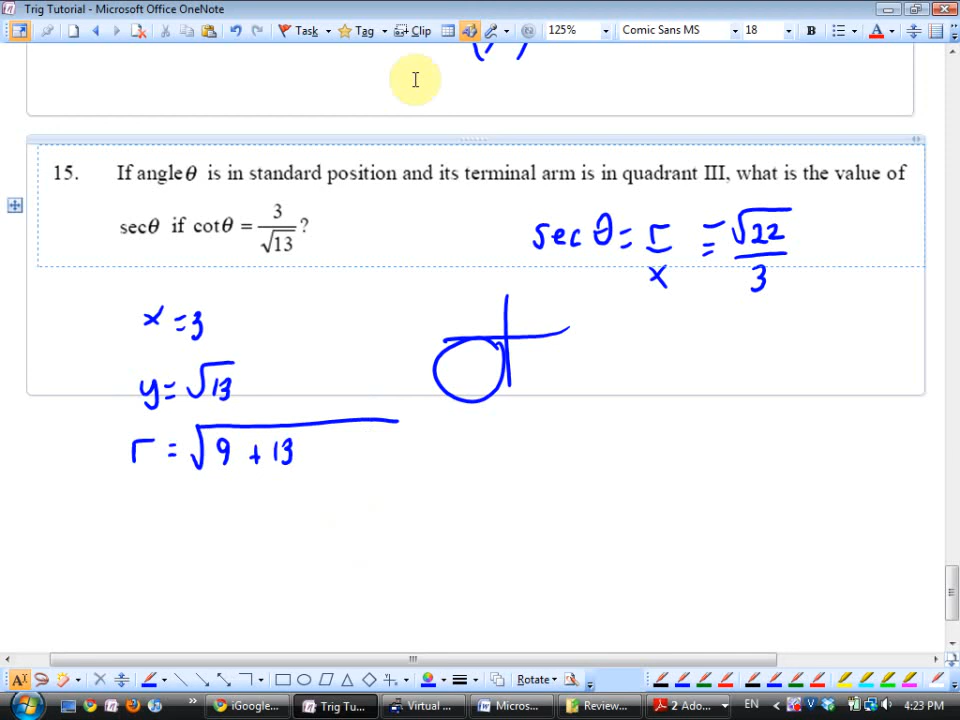 Trig Tutorial - Microsoft Office OneNote
Task Tag Clip 125% Comic Sans MS 18 B A
15. If angle θ is in standard position and its terminal arm is in quadrant III, what is the value of
sec θ if cot θ = 3/√13 ?
sec θ = r/x = -√22/3
x = 3
y = √13
r = √9 + 13
A Rotate
iGoogle... Trig Tu... Virtual ... Micros... Review... 2 Ado... EN 4:23 PM